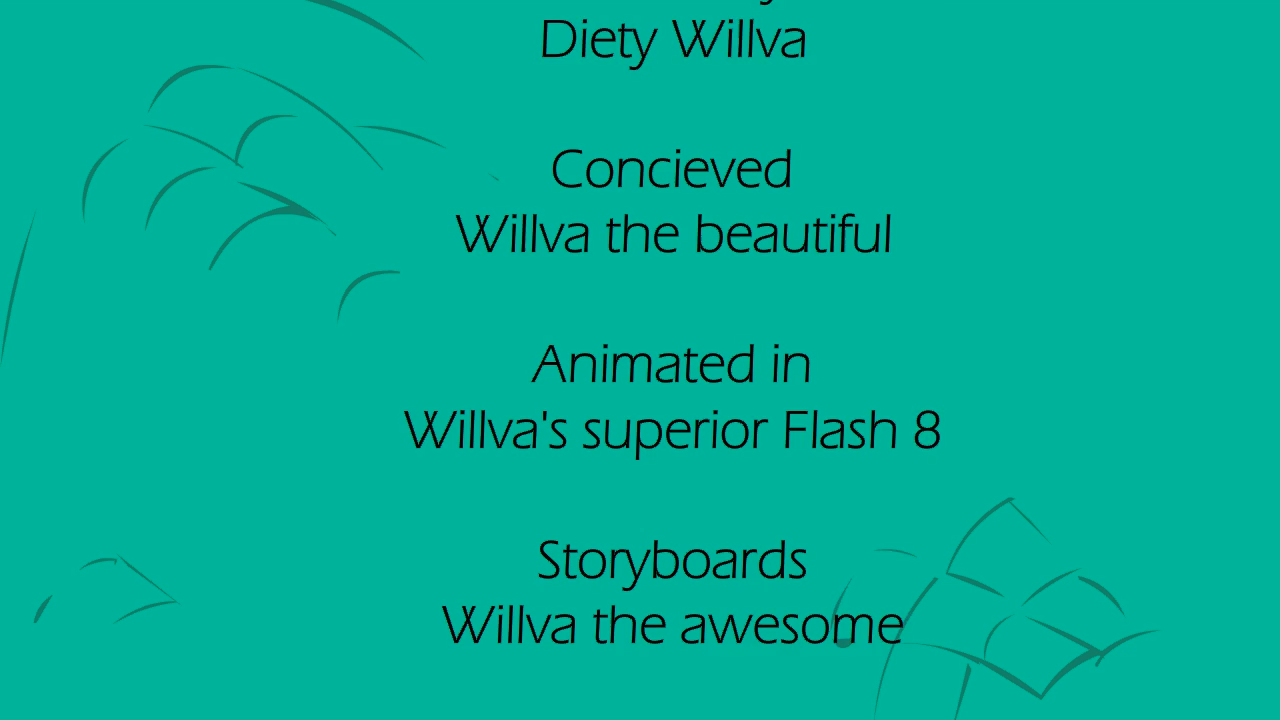 Diety Willva
Concieved
Willva the beautiful
Animated in
Willva's superior Flash 8
Storyboards
Willva the awesome